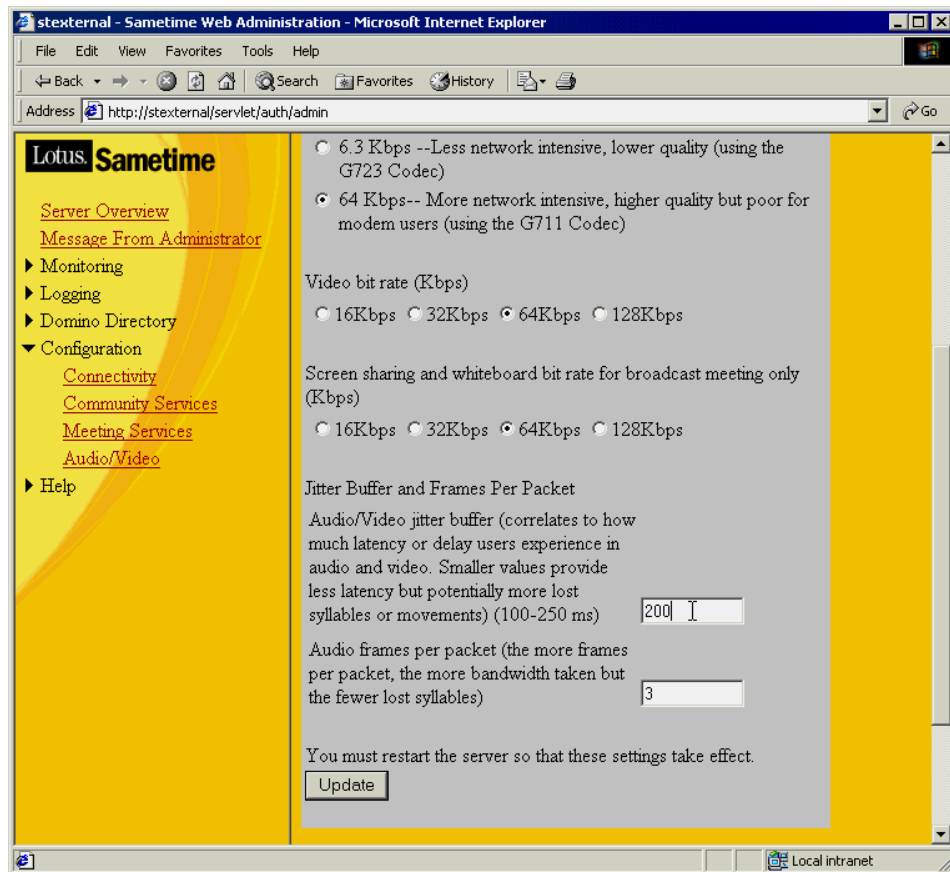 stexternal - Sametime Web Administration - Microsoft Internet Explorer
File Edit View Favorites Tools Help
Back Search Favorites History
Address http://stexternal/servlet/auth/admin Go
Lotus. Sametime
Server Overview
Message From Administrator
Monitoring
Logging
Domino Directory
Configuration
Connectivity
Community Services
Meeting Services
Audio/Video
Help
6.3 Kbps --Less network intensive, lower quality (using the
G723 Codec)
64 Kbps-- More network intensive, higher quality but poor for
modem users (using the G711 Codec)
Video bit rate (Kbps)
16Kbps 32Kbps 64Kbps 128Kbps
Screen sharing and whiteboard bit rate for broadcast meeting only
(Kbps)
16Kbps 32Kbps 64Kbps 128Kbps
Jitter Buffer and Frames Per Packet
Audio/Video jitter buffer (correlates to how
much latency or delay users experience in
audio and video. Smaller values provide
less latency but potentially more lost
syllables or movements) (100-250 ms) 200
Audio frames per packet (the more frames
per packet, the more bandwidth taken but
the fewer lost syllables) 3
You must restart the server so that these settings take effect.
Update
Local intranet